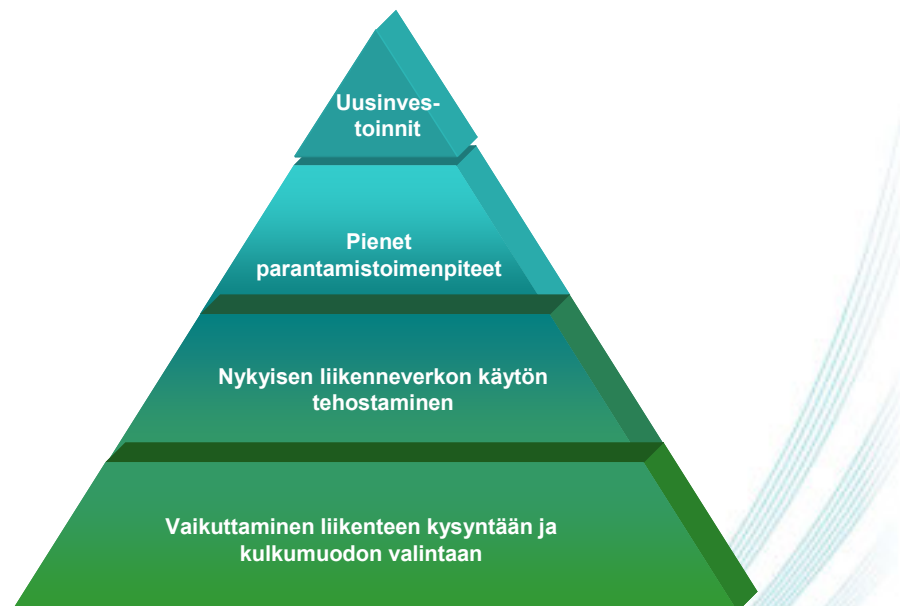 Uusinves-
toinnit
Pienet
parantamistoimenpiteet
Nykyisen liikenneverkon käytön
tehostaminen
Vaikuttaminen liikenteen kysyntään ja
kulkumuodon valintaan